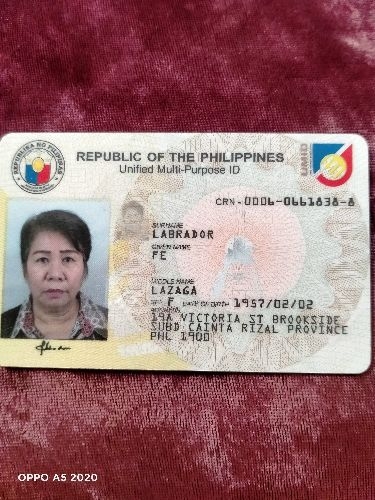 REPUBLIKA NG PILIPINAS
REPUBLIC OF THE PHILIPPINES
Unified Multi-Purpose ID
UMID
CRN-0006-0661838-8
SURNAME
LABRADOR
GIVEN NAME
FE
MIDDLE NAME
LAZAGA
SEX F DATE OF BIRTH 1957/02/02
ADDRESS
19A VICTORIA ST BROOKSIDE
SUBD CAINTA RIZAL PROVINCE
PHL 1900
OPPO A5 2020